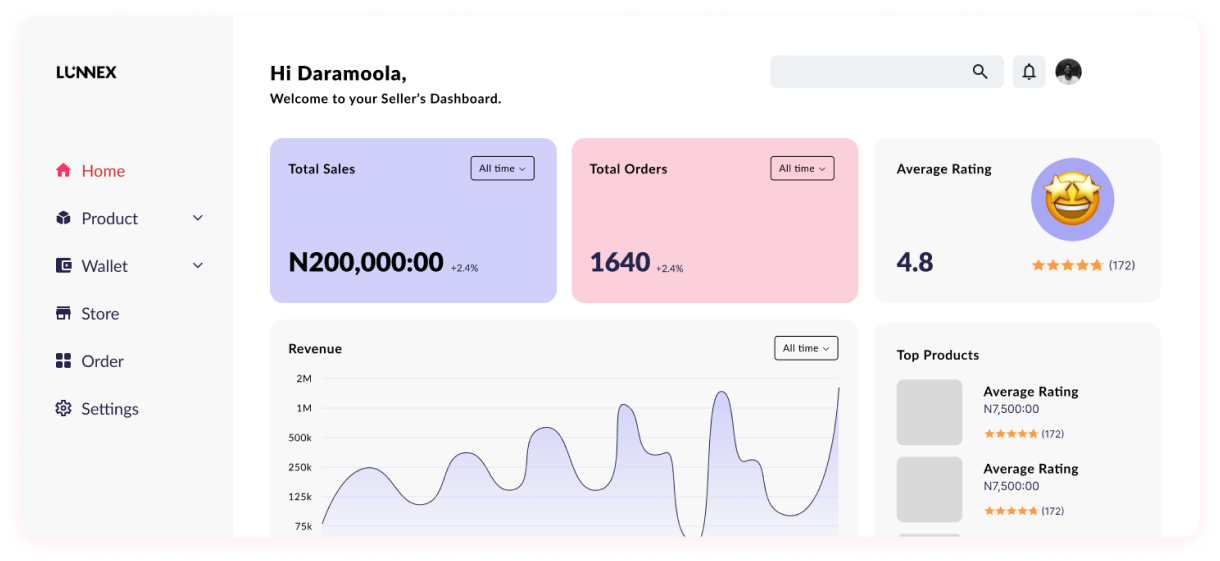 LUNNEX
Home
Product
Wallet
Store
Order
Settings
Hi Daramoola,
Welcome to your Seller's Dashboard.
Total Sales
All time
N200,000:00 +2.4%
Total Orders
All time
1640 +2.4%
Average Rating
4.8
(172)
Revenue
All time
2M
1M
500k
250k
125k
75k
Top Products
Average Rating
N7,500:00
(172)
Average Rating
N7,500:00
(172)